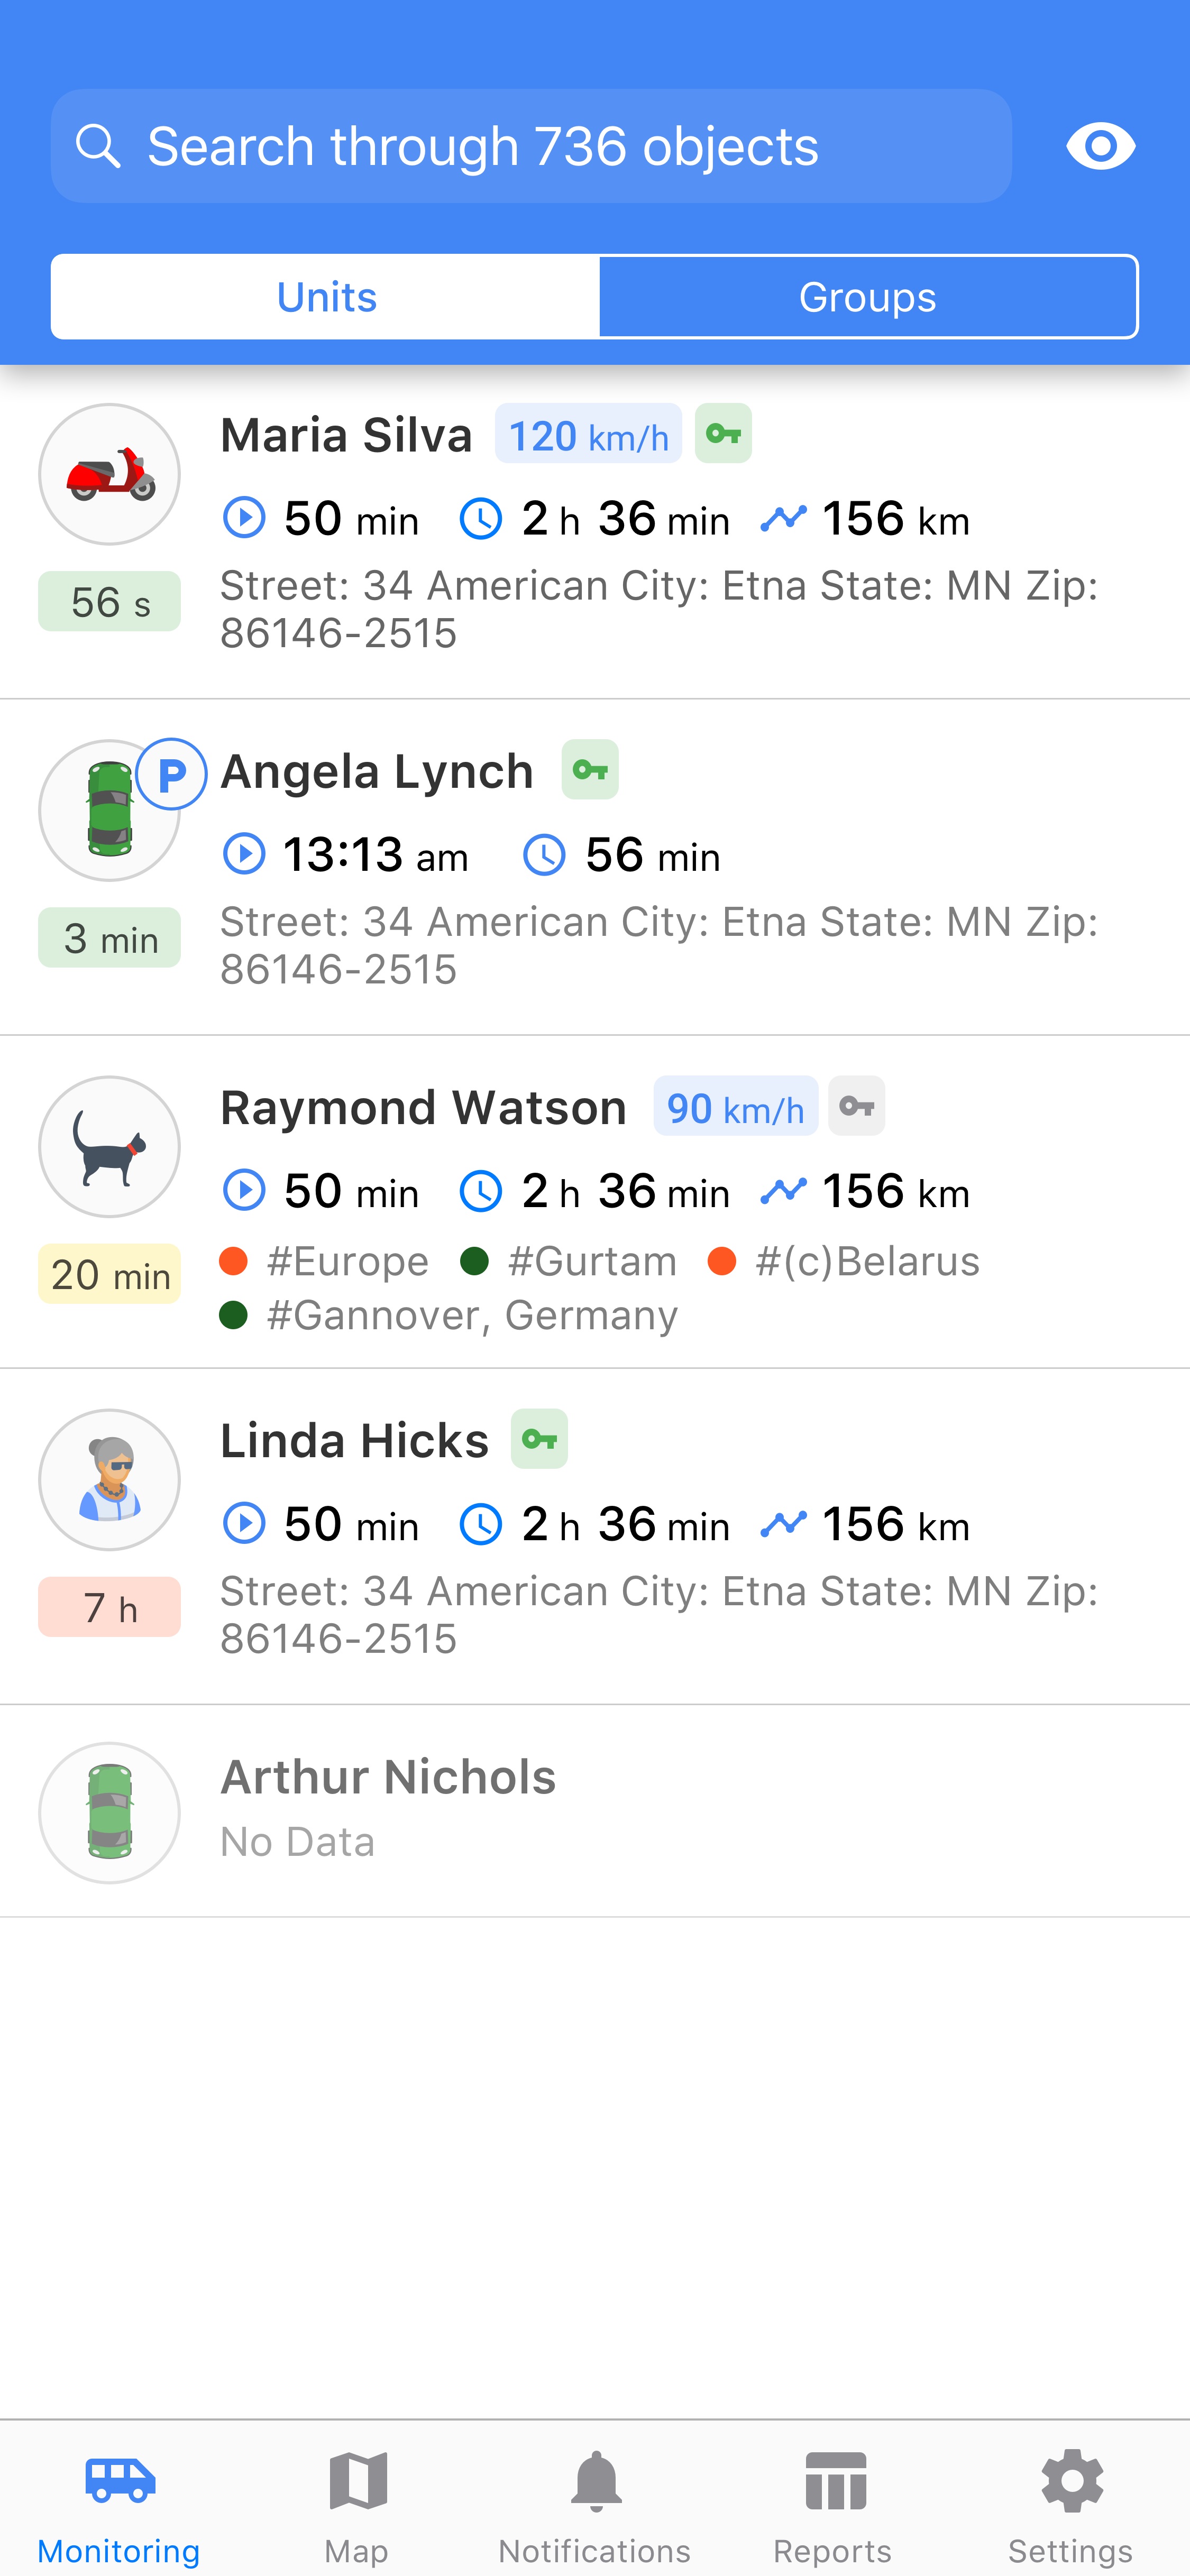 Search through 736 objects
Units Groups
Maria Silva 120 km/h
50 min 2 h 36 min 156 km
56 s
Street: 34 American City: Etna State: MN Zip:
86146-2515
P Angela Lynch
13:13 am 56 min
3 min
Street: 34 American City: Etna State: MN Zip:
86146-2515
Raymond Watson 90 km/h
50 min 2 h 36 min 156 km
20 min
#Europe #Gurtam #(c)Belarus
#Gannover, Germany
Linda Hicks
50 min 2 h 36 min 156 km
7 h
Street: 34 American City: Etna State: MN Zip:
86146-2515
Arthur Nichols
No Data
Monitoring Map Notifications Reports Settings